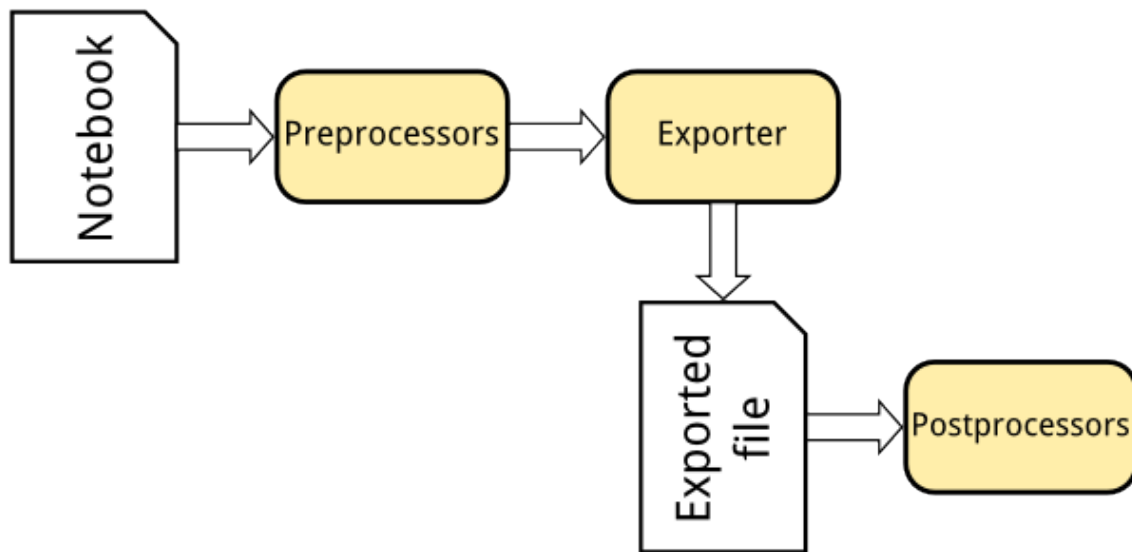 Notebook
Preprocessors
Exporter
Exported
file
Postprocessors